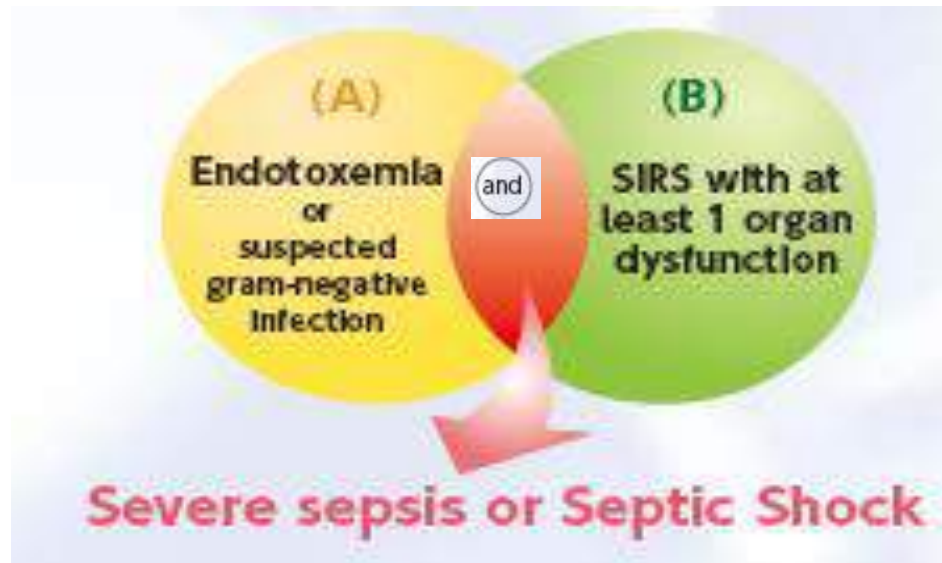 (A)
Endotoxemia
or
suspected
gram-negative
infection
and
(B)
SIRS with at
least 1 organ
dysfunction
Severe sepsis or Septic Shock